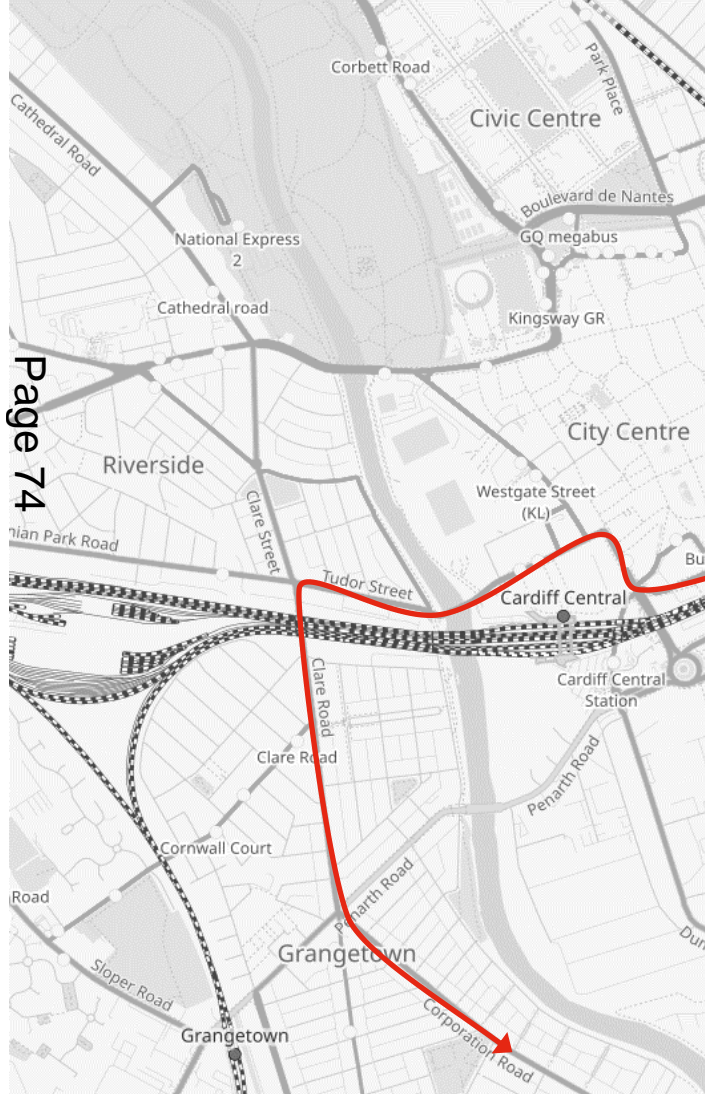 Corbett Road
Park Place
Civic Centre
Cathedral Road
Boulevard de Nantes
National Express
2
GQ megabus
Cathedral road
Kingsway GR
Page 74
City Centre
Riverside
Westgate Street
(KL)
Clare Street
nian Park Road
Bu
Tudor Street
Cardiff Central
Clare Road
Cardiff Central
Station
Clare Road
Penarth Road
Cornwall Court
Penarth Road
Road
Grangetown
Dun
Sloper Road
Corporation Road
Grangetown